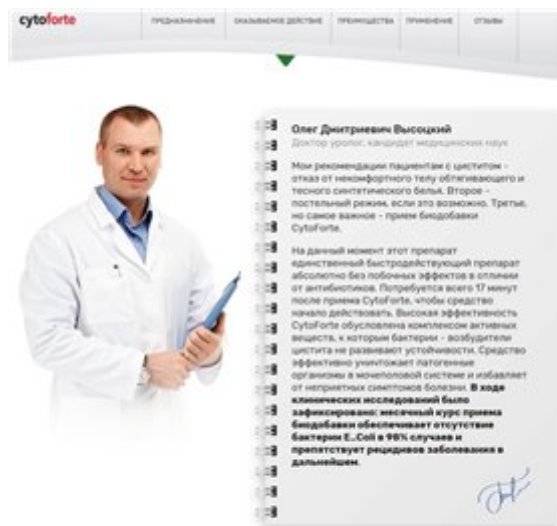 cytoforte
ПРЕДНАЗНАЧЕНИЕ
ОКАЗЫВАЕМОЕ ДЕЙСТВИЕ
ПРЕИМУЩЕСТВА
ПРИМЕНЕНИЕ
ОТЗЫВЫ
Олег Дмитриевич Высоцкий
Доктор уролог, кандидат медицинских наук
Мои рекомендации пациентам с циститом -
отказ от некомфортного телу обтягивающего и
тесного синтетического белья. Второе -
постельный режим, если это возможно. Третье,
но самое важное - прием биодобавки
CytoForte.
На данный момент этот препарат
единственный быстродействующий препарат
абсолютно без побочных эффектов в отличии
от антибиотиков. Потребуется всего 17 минут
после приема CytoForte, чтобы средство
начало действовать. Высокая эффективность
CytoForte обусловлена комплексом активных
веществ, к которым бактерии - возбудители
цистита не развивают устойчивости. Средство
эффективно уничтожает патогенные
организмы в мочеполовой системе и избавляет
от неприятных симптомов болезни. В ходе
клинических исследований было
зафиксировано: месячный курс приема
биодобавки обеспечивает отсутствие
бактерии E.Coli в 98% случаев и
препятствует рецидивов заболевания в
дальнейшем.